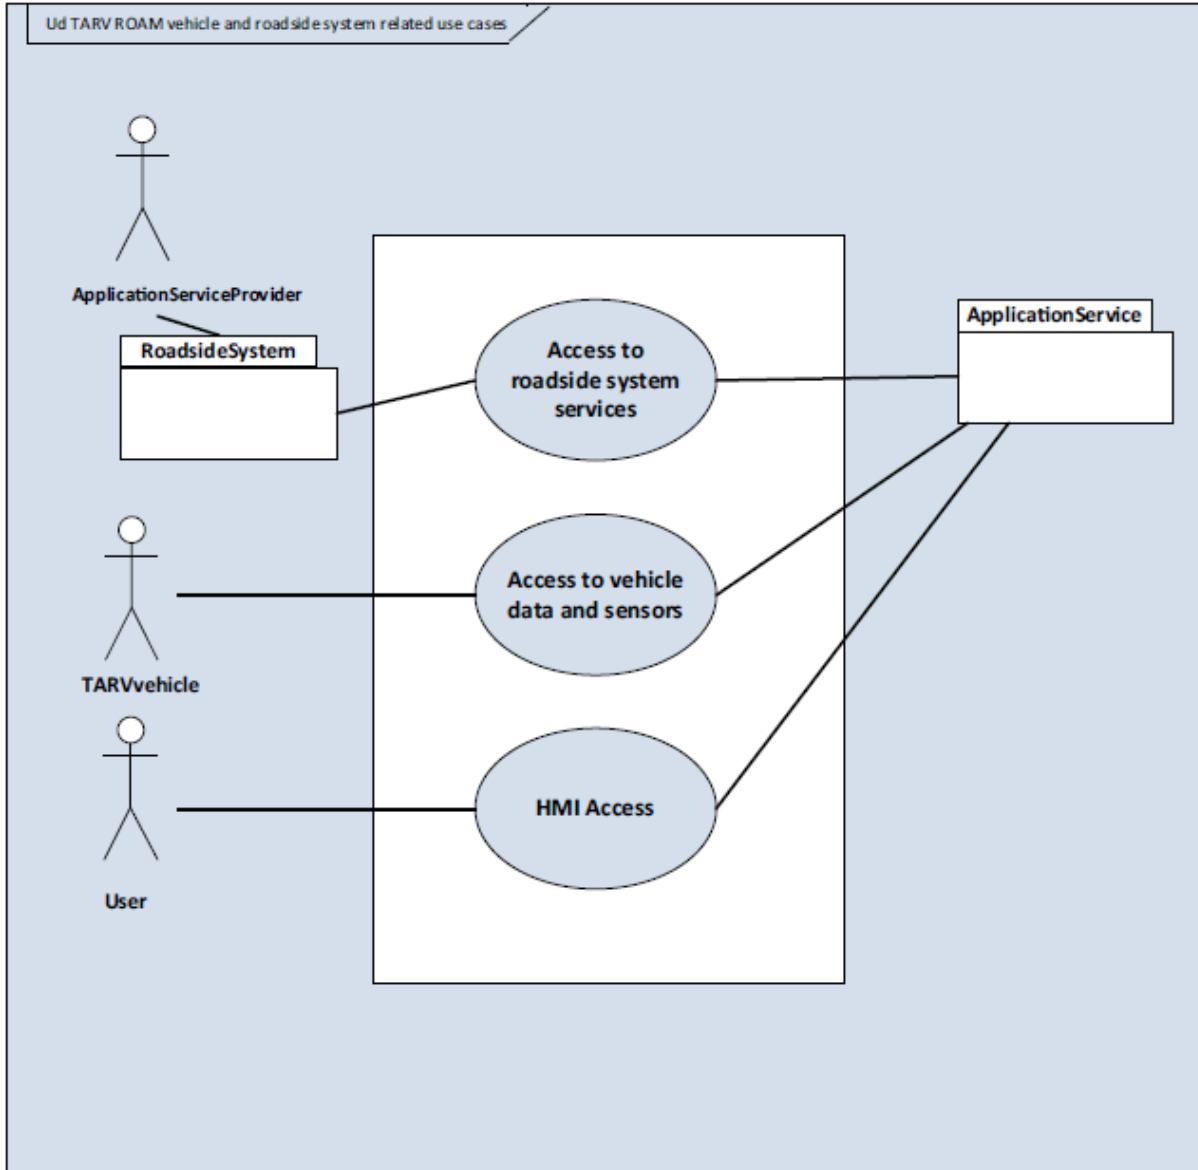 Ud TARV ROAM vehicle and roadside system related use cases
ApplicationServiceProvider
RoadsideSystem
Access to
roadside system
services
ApplicationService
TARVvehicle
Access to vehicle
data and sensors
User
HMI Access